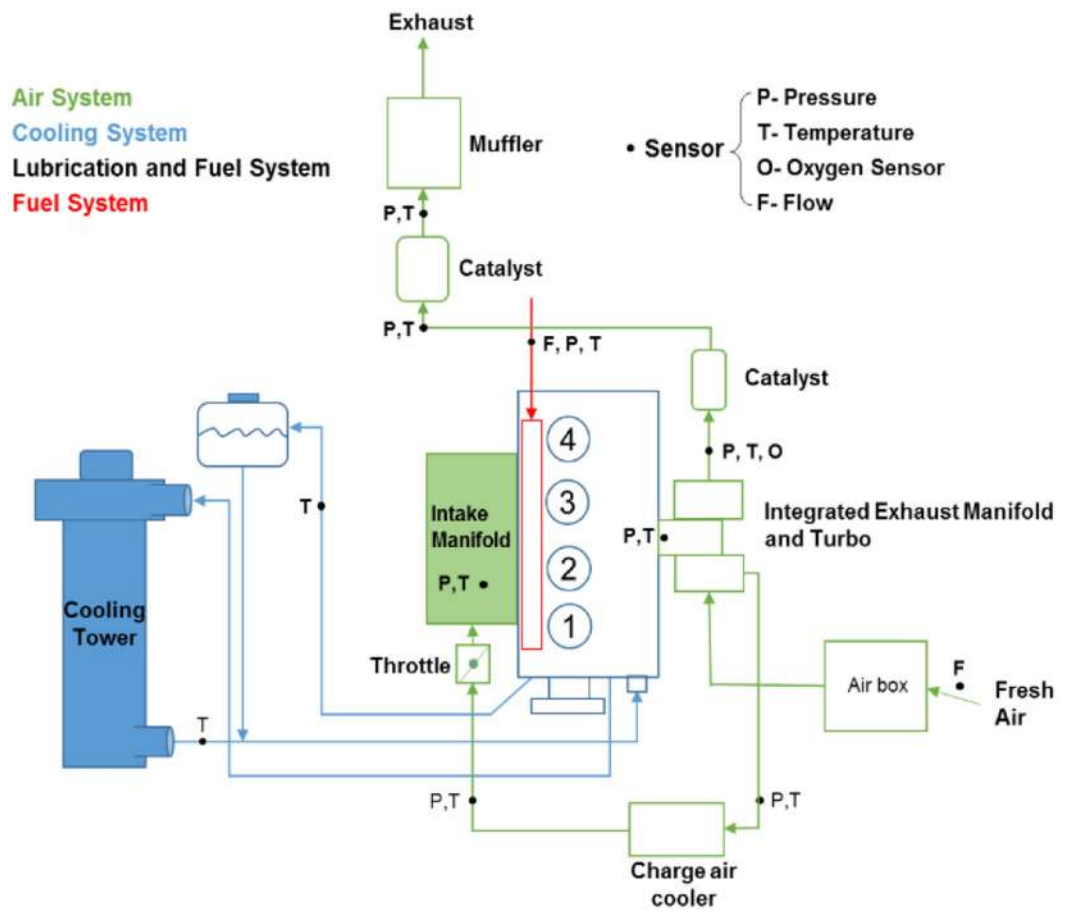 Exhaust
Air System
Cooling System
Lubrication and Fuel System
Fuel System
Muffler
• Sensor
P- Pressure
T- Temperature
O- Oxygen Sensor
F- Flow
P,T
Catalyst
P,T
F, P, T
Catalyst
P, T, O
4
3
2
1
T
Intake
Manifold
P,T
P,T
Integrated Exhaust Manifold
and Turbo
Cooling
Tower
Throttle
Air box
F
Fresh
Air
T
P,T
P,T
Charge air
cooler